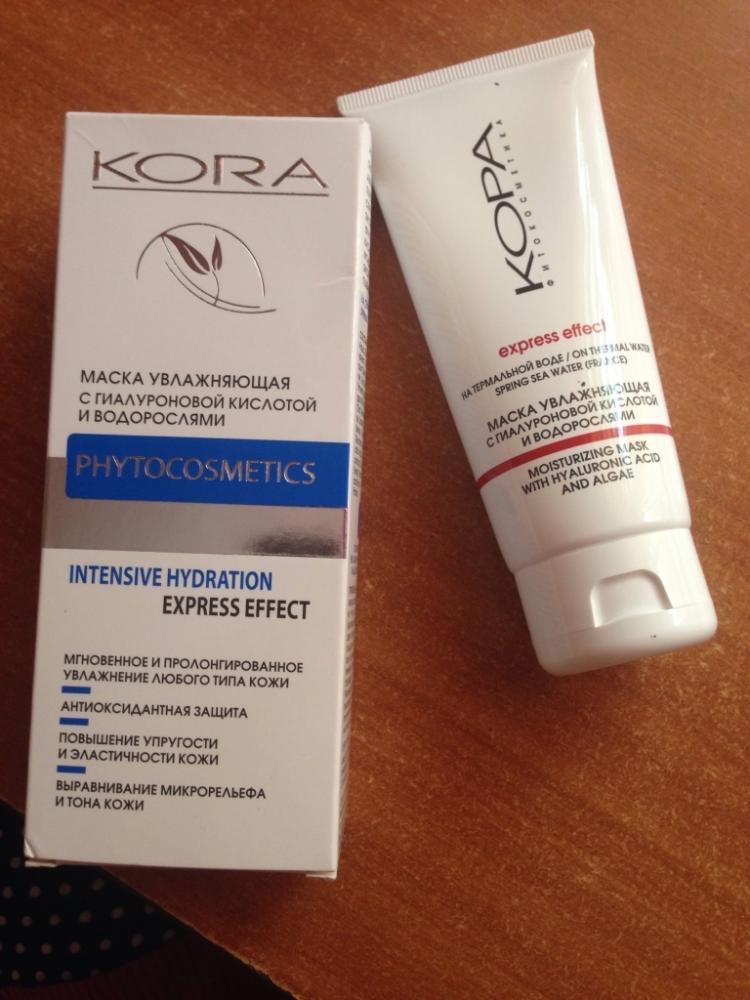 KORA
МАСКА УВЛАЖНЯЮЩАЯ
С ГИАЛУРОНОВОЙ КИСЛОТОЙ
И ВОДОРОСЛЯМИ
PHYTOCOSMETICS
INTENSIVE HYDRATION
EXPRESS EFFECT
МГНОВЕННОЕ И ПРОЛОНГИРОВАННОЕ
УВЛАЖНЕНИЕ ЛЮБОГО ТИПА КОЖИ
АНТИОКСИДАНТНАЯ ЗАЩИТА
ПОВЫШЕНИЕ УПРУГОСТИ
И ЭЛАСТИЧНОСТИ КОЖИ
ВЫРАВНИВАНИЕ МИКРОРЕЛЬЕФА
И ТОНА КОЖИ
КОРА
ФИТОКОСМЕТИКА
express effect
НА ТЕРМАЛЬНОЙ ВОДЕ / ON THERMAL WATER
SPRING SEA WATER (FRANCE)
МАСКА УВЛАЖНЯЮЩАЯ
С ГИАЛУРОНОВОЙ КИСЛОТОЙ
И ВОДОРОСЛЯМИ
MOISTURIZING MASK
WITH HYALURONIC ACID
AND ALGAE